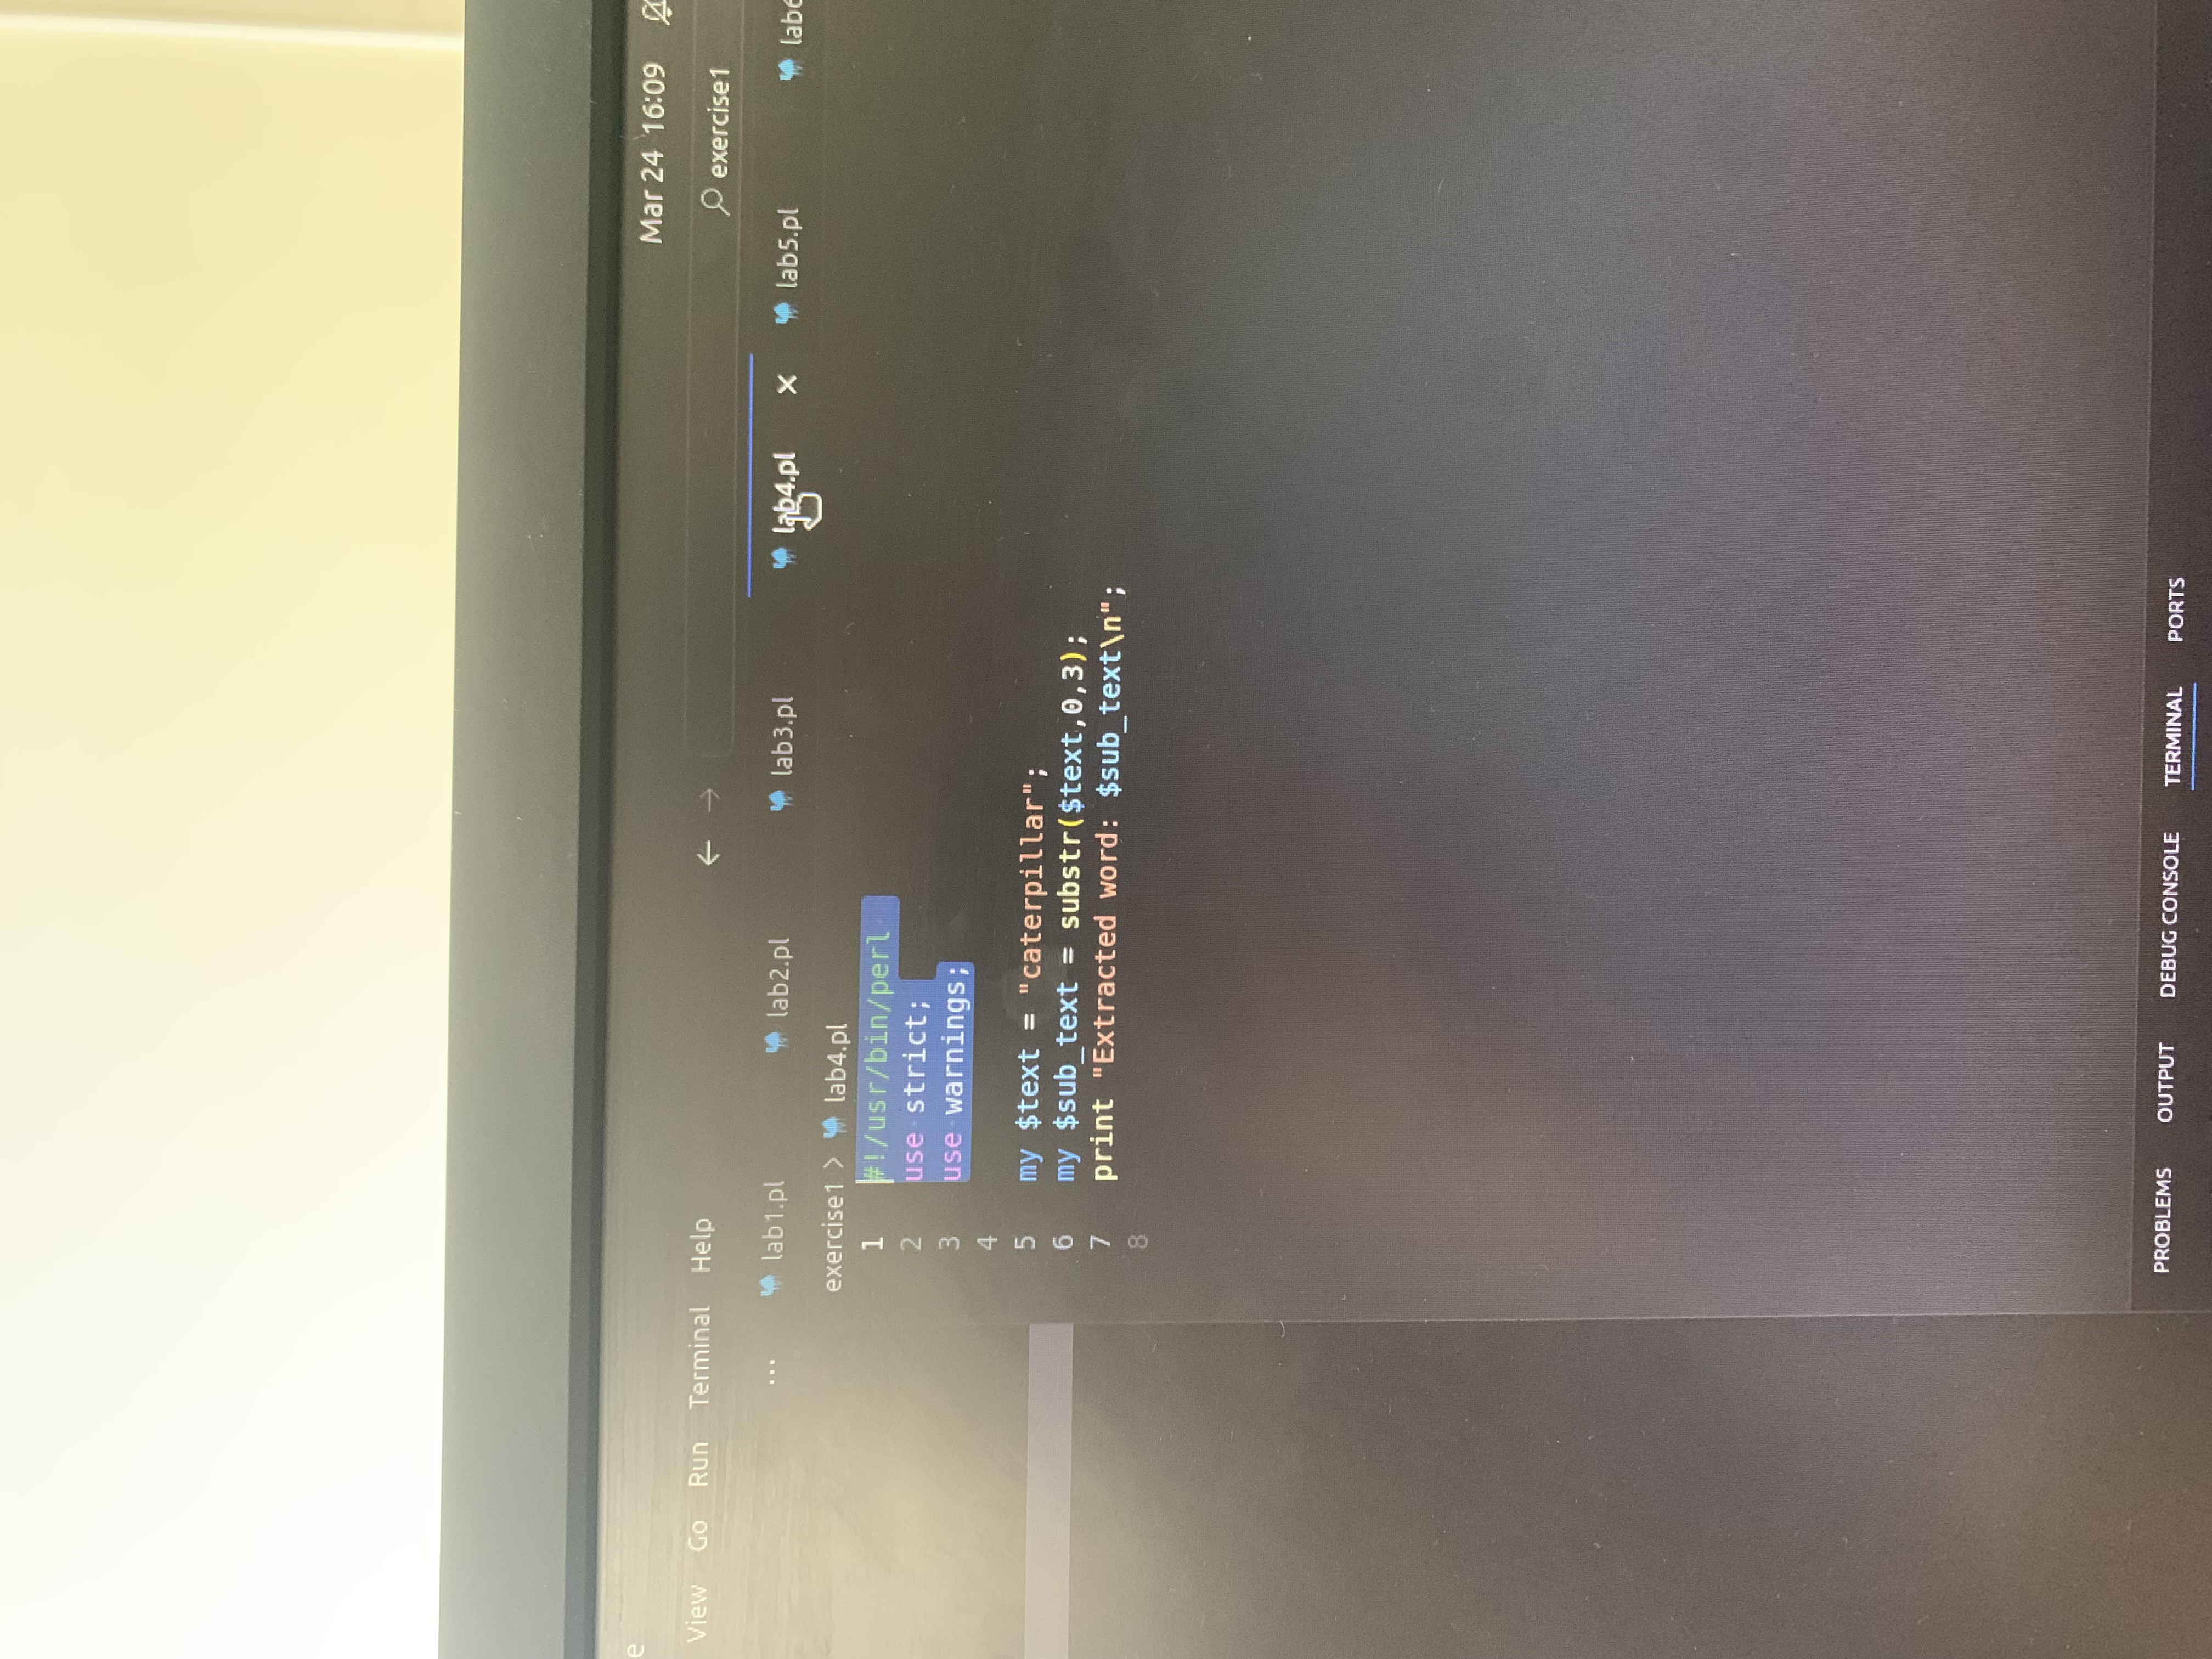 e
Mar 24 16:09
View Go Run Terminal Help
exercise1
... lab1.pl lab2.pl lab3.pl lab4.pl lab5.pl lab6
exercise1 > lab4.pl
1 #!/usr/bin/perl
2 use strict;
3 use warnings;
4
5 my $text = "caterpillar";
6 my $sub_text = substr($text,0,3);
7 print "Extracted word: $sub_text\n";
8
PROBLEMS OUTPUT DEBUG CONSOLE TERMINAL PORTS